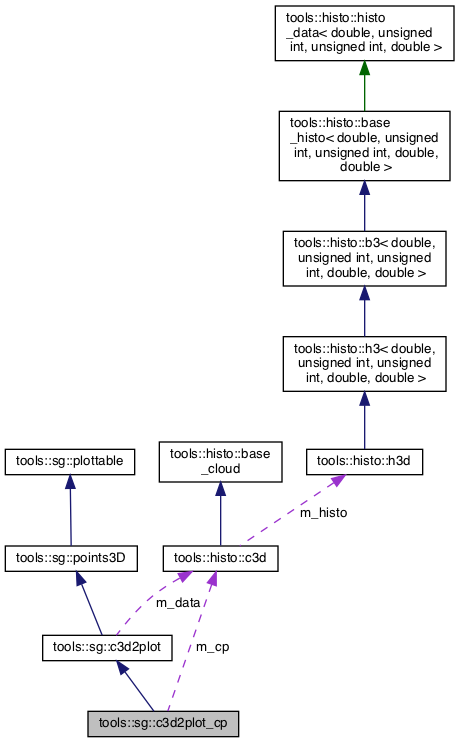 tools::histo::histo
_data< double, unsigned
int, unsigned int, double >
tools::histo::base
_histo< double, unsigned
int, unsigned int, double,
double >
tools::histo::b3< double,
unsigned int, unsigned
int, double, double >
tools::histo::h3< double,
unsigned int, unsigned
int, double, double >
tools::sg::plottable
tools::histo::base
_cloud
tools::histo::h3d
m_histo
tools::sg::points3D
tools::histo::c3d
m_data
tools::sg::c3d2plot
m_cp
tools::sg::c3d2plot_cp